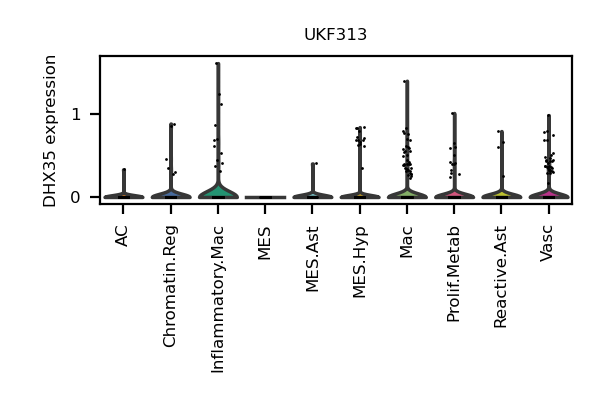 UKF313
DHX35 expression
1
0
AC
Chromatin.Reg
Inflammatory.Mac
MES
MES.Ast
MES.Hyp
Mac
Prolif.Metab
Reactive.Ast
Vasc